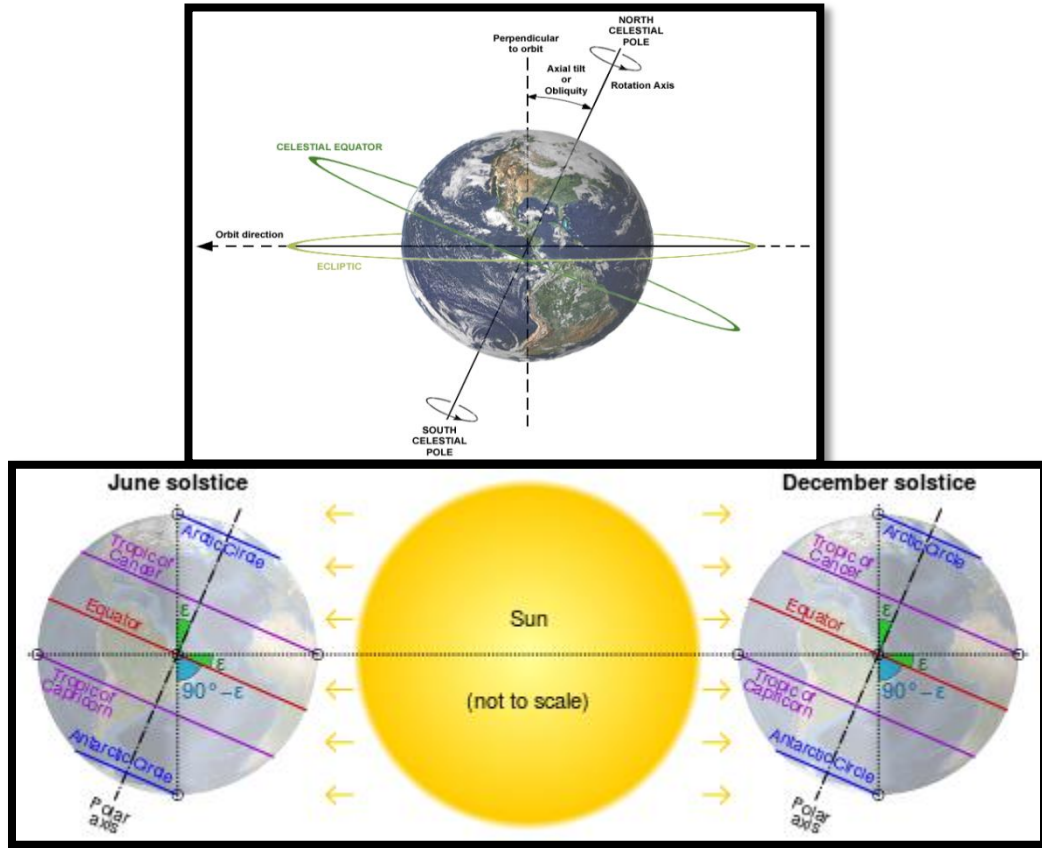 NORTH
CELESTIAL
POLE
Perpendicular
to orbit
Axial tilt
or
Obliquity
Rotation Axis
CELESTIAL EQUATOR
Orbit direction
ECLIPTIC
SOUTH
CELESTIAL
POLE
June solstice
December solstice
Arctic Circle
Tropic of
Cancer
Equator
ε
ε
90° - ε
Tropic of
Capricorn
Antarctic Circle
Polar
axis
Sun
(not to scale)
Arctic Circle
Tropic of
Cancer
Equator
ε
ε
90° - ε
Tropic of
Capricorn
Antarctic Circle
Polar
axis